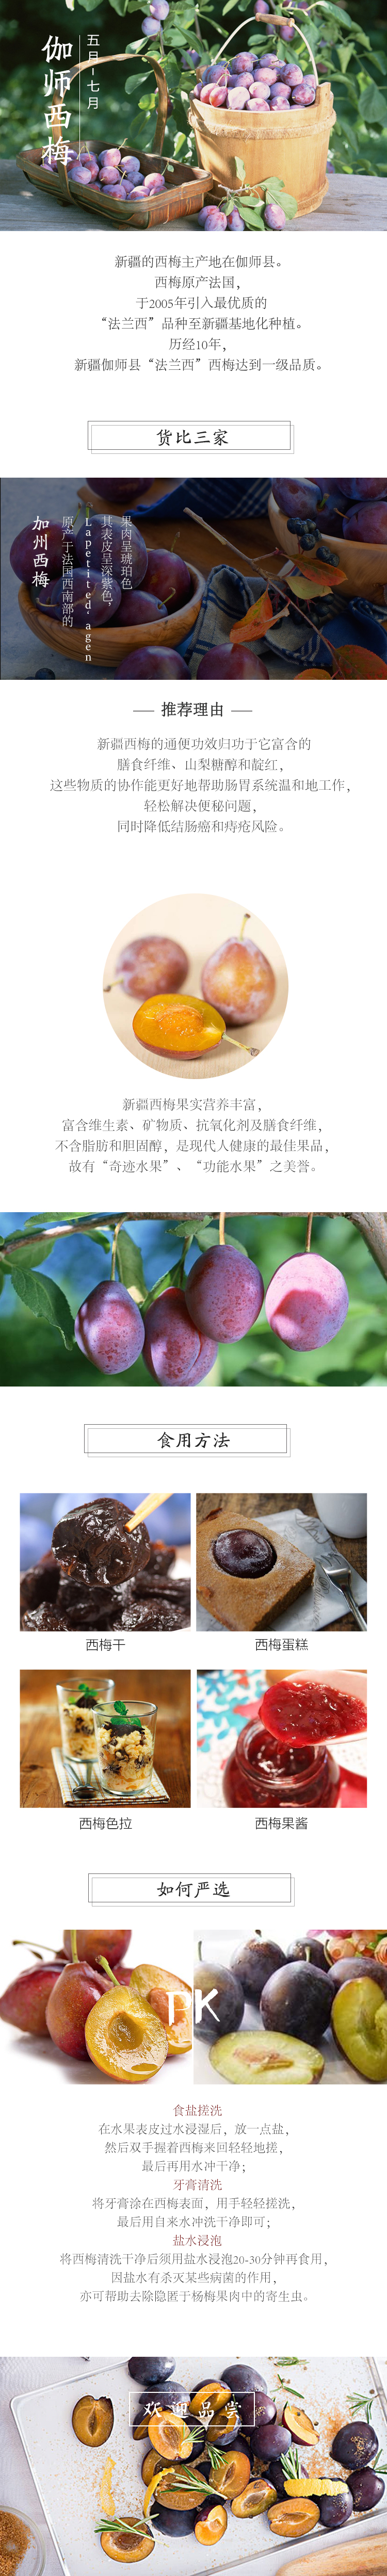 伽师西梅
五月-七月
新疆的西梅主产地在伽师县。
西梅原产法国，
于2005年引入最优质的
“法兰西”品种至新疆基地化种植。
历经10年，
新疆伽师县“法兰西”西梅达到一级品质。
货比三家
加州西梅
原产于法国西南部的
Lapetited‘agen
其表皮呈深紫色，
果肉呈琥珀色
推荐理由
新疆西梅的通便功效归功于它富含的
膳食纤维、山梨糖醇和靛红，
这些物质的协作能更好地帮助肠胃系统温和地工作，
轻松解决便秘问题，
同时降低结肠癌和痔疮风险。
新疆西梅果实营养丰富，
富含维生素、矿物质、抗氧化剂及膳食纤维，
不含脂肪和胆固醇，是现代人健康的最佳果品，
故有“奇迹水果”、“功能水果”之美誉。
食用方法
西梅干
西梅蛋糕
西梅色拉
西梅果酱
如何严选
PK
食盐搓洗
在水果表皮过水浸湿后，放一点盐，
然后双手握着西梅来回轻轻地搓，
最后再用水冲干净；
牙膏清洗
将牙膏涂在西梅表面，用手轻轻搓洗，
最后用自来水冲洗干净即可；
盐水浸泡
将西梅清洗干净后须用盐水浸泡20-30分钟再食用，
因盐水有杀灭某些病菌的作用，
亦可帮助去除隐匿于杨梅果肉中的寄生虫。
欢迎品尝